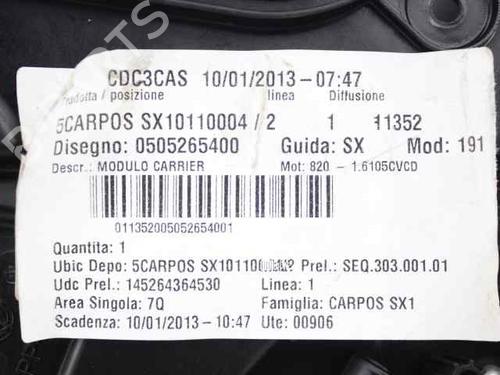 CDC3CAS 10/01/2013-07:47
Tradotta / posizione linea Diffusione
5CARPOS SX10110004 / 2 1 11352
Disegno: 0505265400 Guida: SX Mod: 191
Descr.: MODULO CARRIER Mot: 820 - 1.6105CVCD
011352005052654001
Quantita: 1
Ubic Depo: 5CARPOS Prel.: SEQ.303.001.01
Udc Prel.: 145264364530 Linea: 1
Area Singola: 7Q Famiglia: CARPOS SX1
Scadenza: 10/01/2013-10:47 Ute: 00906